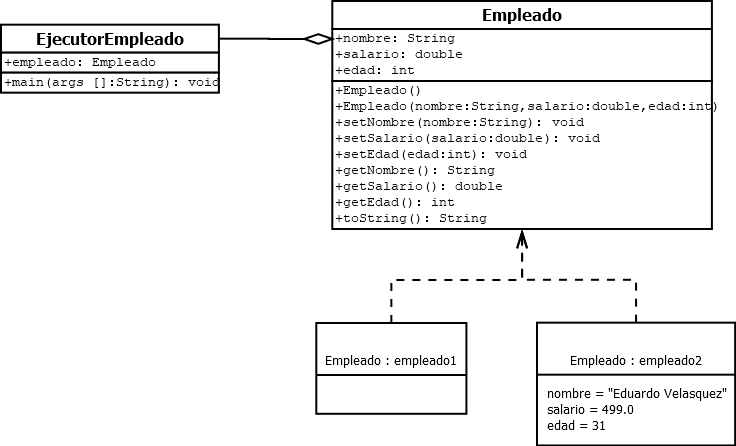 EjecutorEmpleado
+empleado: Empleado
+main(args []:String): void
Empleado
+nombre: String
+salario: double
+edad: int
+Empleado()
+Empleado(nombre:String,salario:double,edad:int)
+setNombre(nombre:String): void
+setSalario(salario:double): void
+setEdad(edad:int): void
+getNombre(): String
+getSalario(): double
+getEdad(): int
+toString(): String
Empleado : empleado1
Empleado : empleado2
nombre = "Eduardo Velasquez"
salario = 499.0
edad = 31